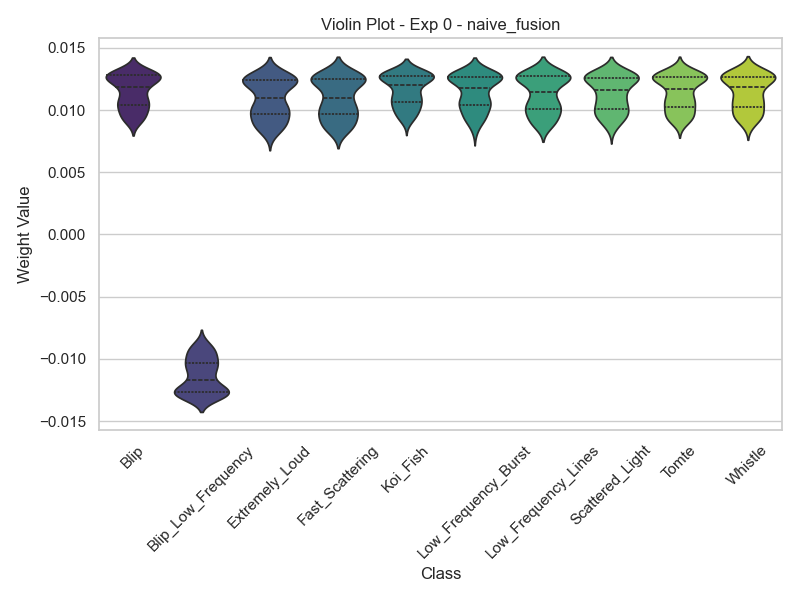 Violin Plot - Exp 0 - naive_fusion
0.015
0.010
0.005
0.000
−0.005
−0.010
−0.015
Weight Value
Blip
Blip_Low_Frequency
Extremely_Loud
Fast_Scattering
Koi_Fish
Low_Frequency_Burst
Low_Frequency_Lines
Scattered_Light
Tomte
Whistle
Class